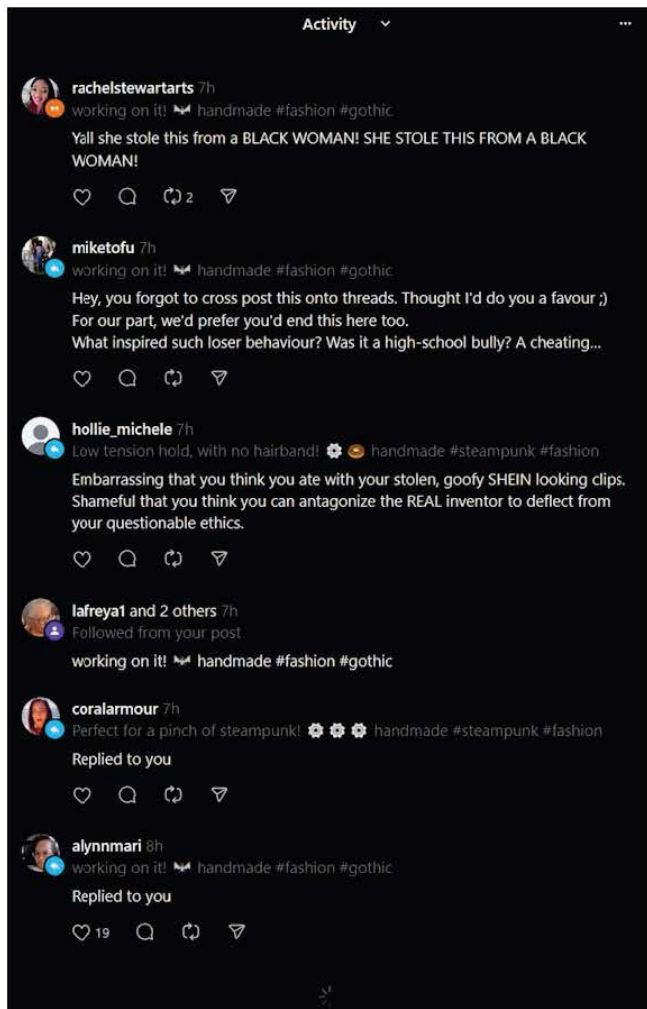 Activity
rachelstewartarts 7h
working on it! handmade #fashion #gothic
Yall she stole this from a BLACK WOMAN! SHE STOLE THIS FROM A BLACK
WOMAN!
2
miketofu 7h
working on it! handmade #fashion #gothic
Hey, you forgot to cross post this onto threads. Thought I'd do you a favour ;)
For our part, we'd prefer you'd end this here too.
What inspired such loser behaviour? Was it a high-school bully? A cheating...
hollie_michele 7h
Low tension hold, with no hairband! ⚙️ 🍩 handmade #steampunk #fashion
Embarrassing that you think you ate with your stolen, goofy SHEIN looking clips.
Shameful that you think you can antagonize the REAL inventor to deflect from
your questionable ethics.
lafreya1 and 2 others 7h
Followed from your post
working on it! handmade #fashion #gothic
coralarmour 7h
Perfect for a pinch of steampunk! ⚙️ ⚙️ ⚙️ handmade #steampunk #fashion
Replied to you
alynnmari 8h
working on it! handmade #fashion #gothic
Replied to you
19